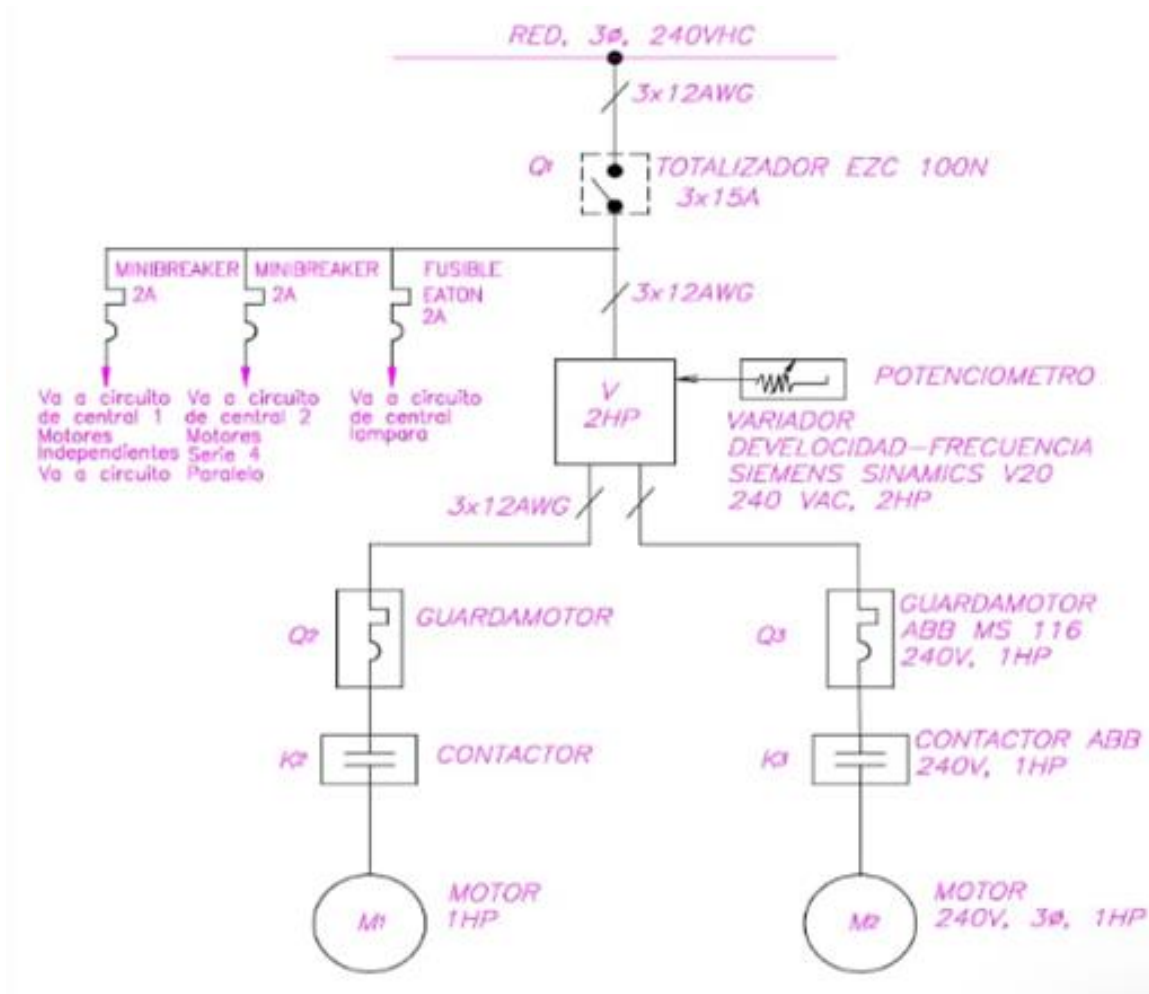 RED, 3ø, 240VHC
3x12AWG
Q1
TOTALIZADOR EZC 100N
3x15A
MINIBREAKER
2A
MINIBREAKER
2A
FUSIBLE
EATON
2A
3x12AWG
Va a circuito
de central 1
Motores
Independientes
Va a circuito
Va a circuito
de central 2
Motores
Serie 4
Paralelo
Va a circuito
de central
lampara
V
2HP
POTENCIOMETRO
VARIADOR
DEVELOCIDAD-FRECUENCIA
SIEMENS SINAMICS V20
240 VAC, 2HP
3x12AWG
Q2
GUARDAMOTOR
Q3
GUARDAMOTOR
ABB MS 116
240V, 1HP
K2
CONTACTOR
K3
CONTACTOR ABB
240V, 1HP
M1
MOTOR
1HP
M2
MOTOR
240V, 3ø, 1HP